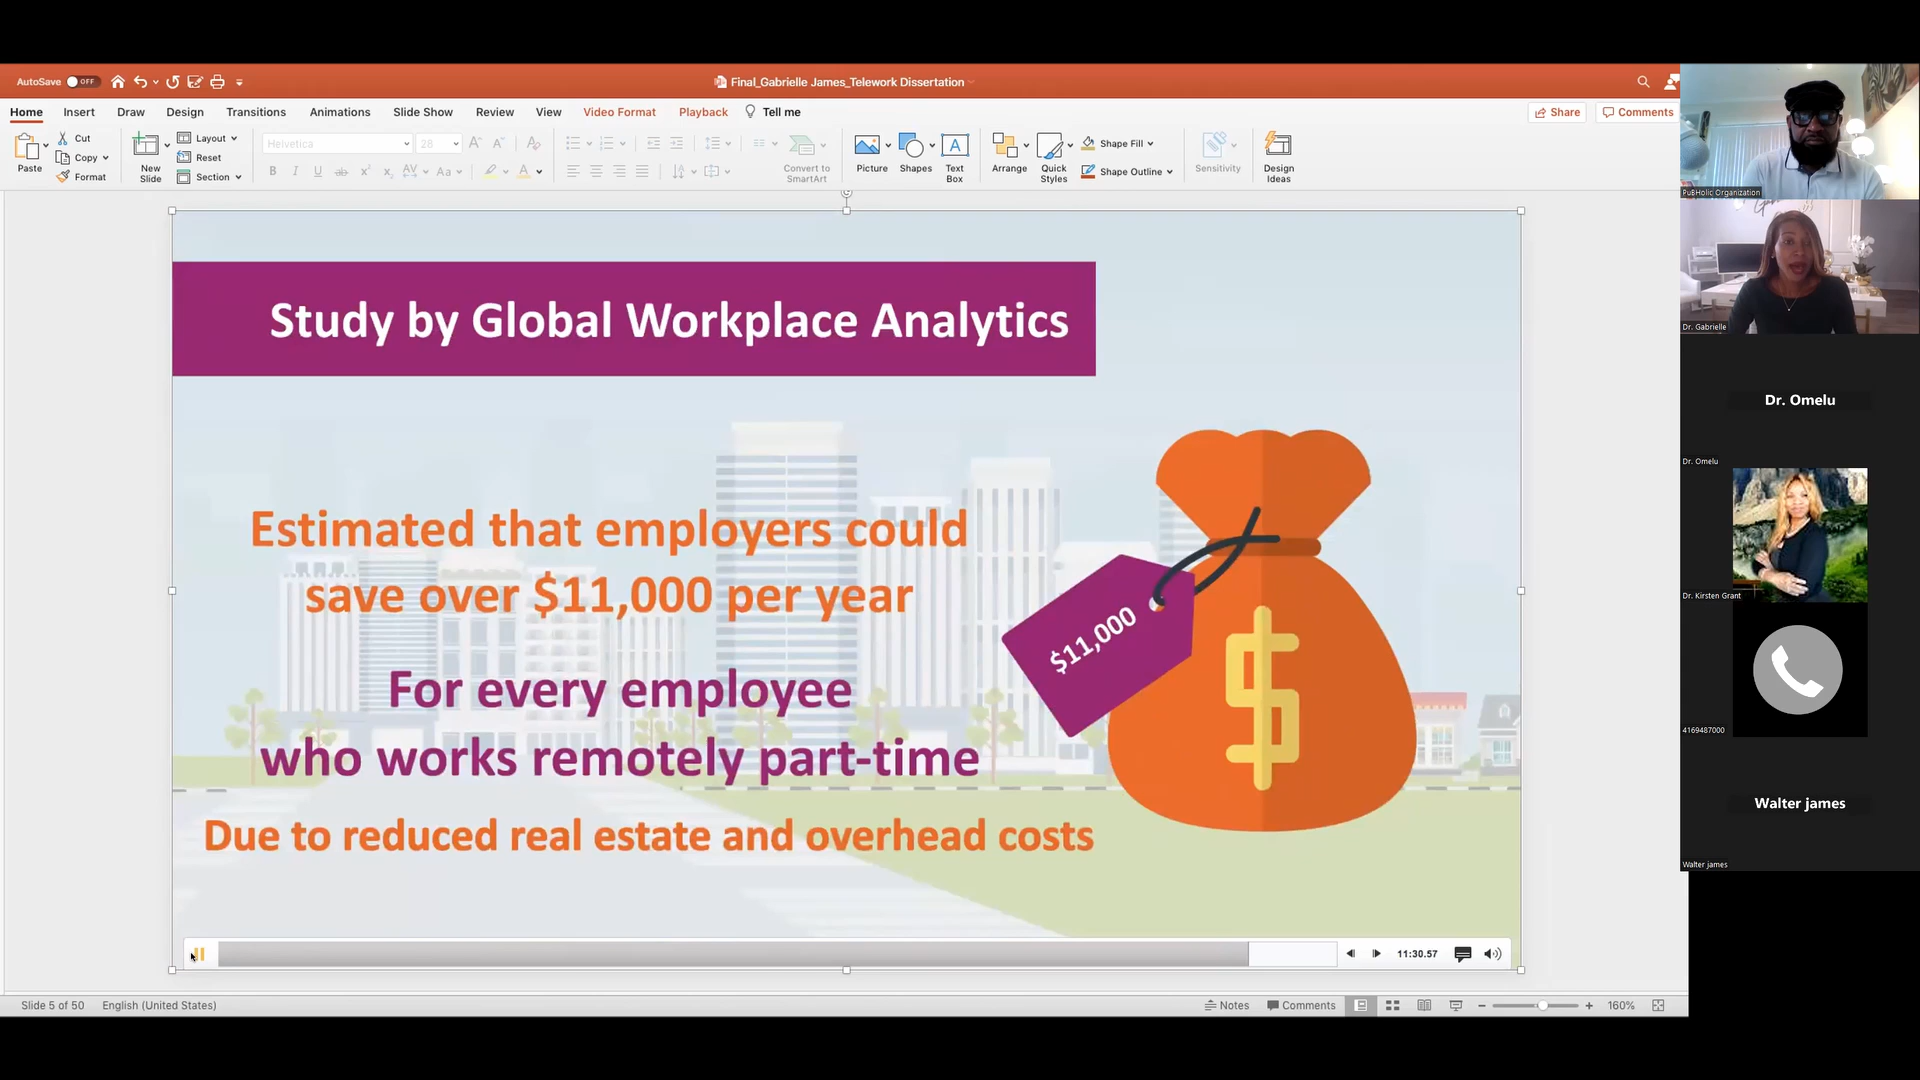 AutoSave OFF
Final_Gabrielle James_Telework Dissertation
Home Insert Draw Design Transitions Animations Slide Show Review View Video Format Playback Tell me
Share Comments
Paste
Cut
Copy
Format
New
Slide
Layout
Reset
Section
Helvetica 28
Convert to
SmartArt
Picture
Shapes
Text
Box
Arrange
Quick
Styles
Shape Fill
Shape Outline
Sensitivity
Design
Ideas
Study by Global Workplace Analytics
Estimated that employers could
save over $11,000 per year
For every employee
who works remotely part-time
Due to reduced real estate and overhead costs
$11,000
$
11:30.57
Slide 5 of 50 English (United States)
Notes Comments 160%
PuBHolic Organization
Dr. Gabrielle
Dr. Omelu
Dr. Omelu
Dr. Kirsten Grant
4169487000
Walter james
Walter james